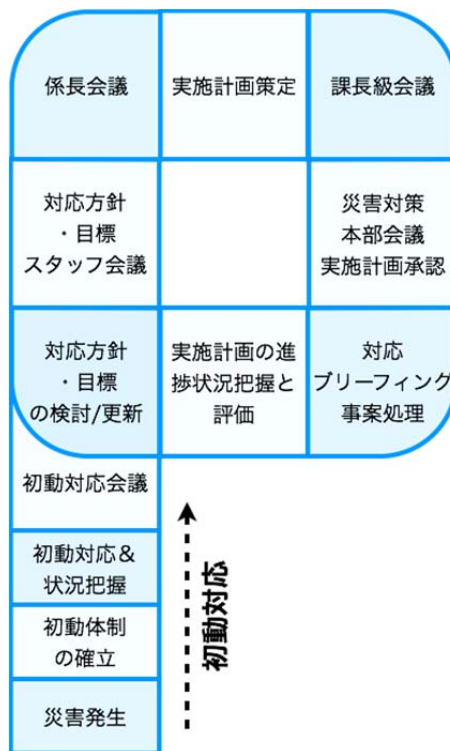 係長会議
実施計画策定
課長級会議
対応方針
・目標
スタッフ会議
災害対策
本部会議
実施計画承認
対応方針
・目標
の検討/更新
実施計画の進
捗状況把握と
評価
対応
ブリーフィング
事案処理
初動対応会議
初動対応＆
状況把握
初動体制
の確立
災害発生
初動対応